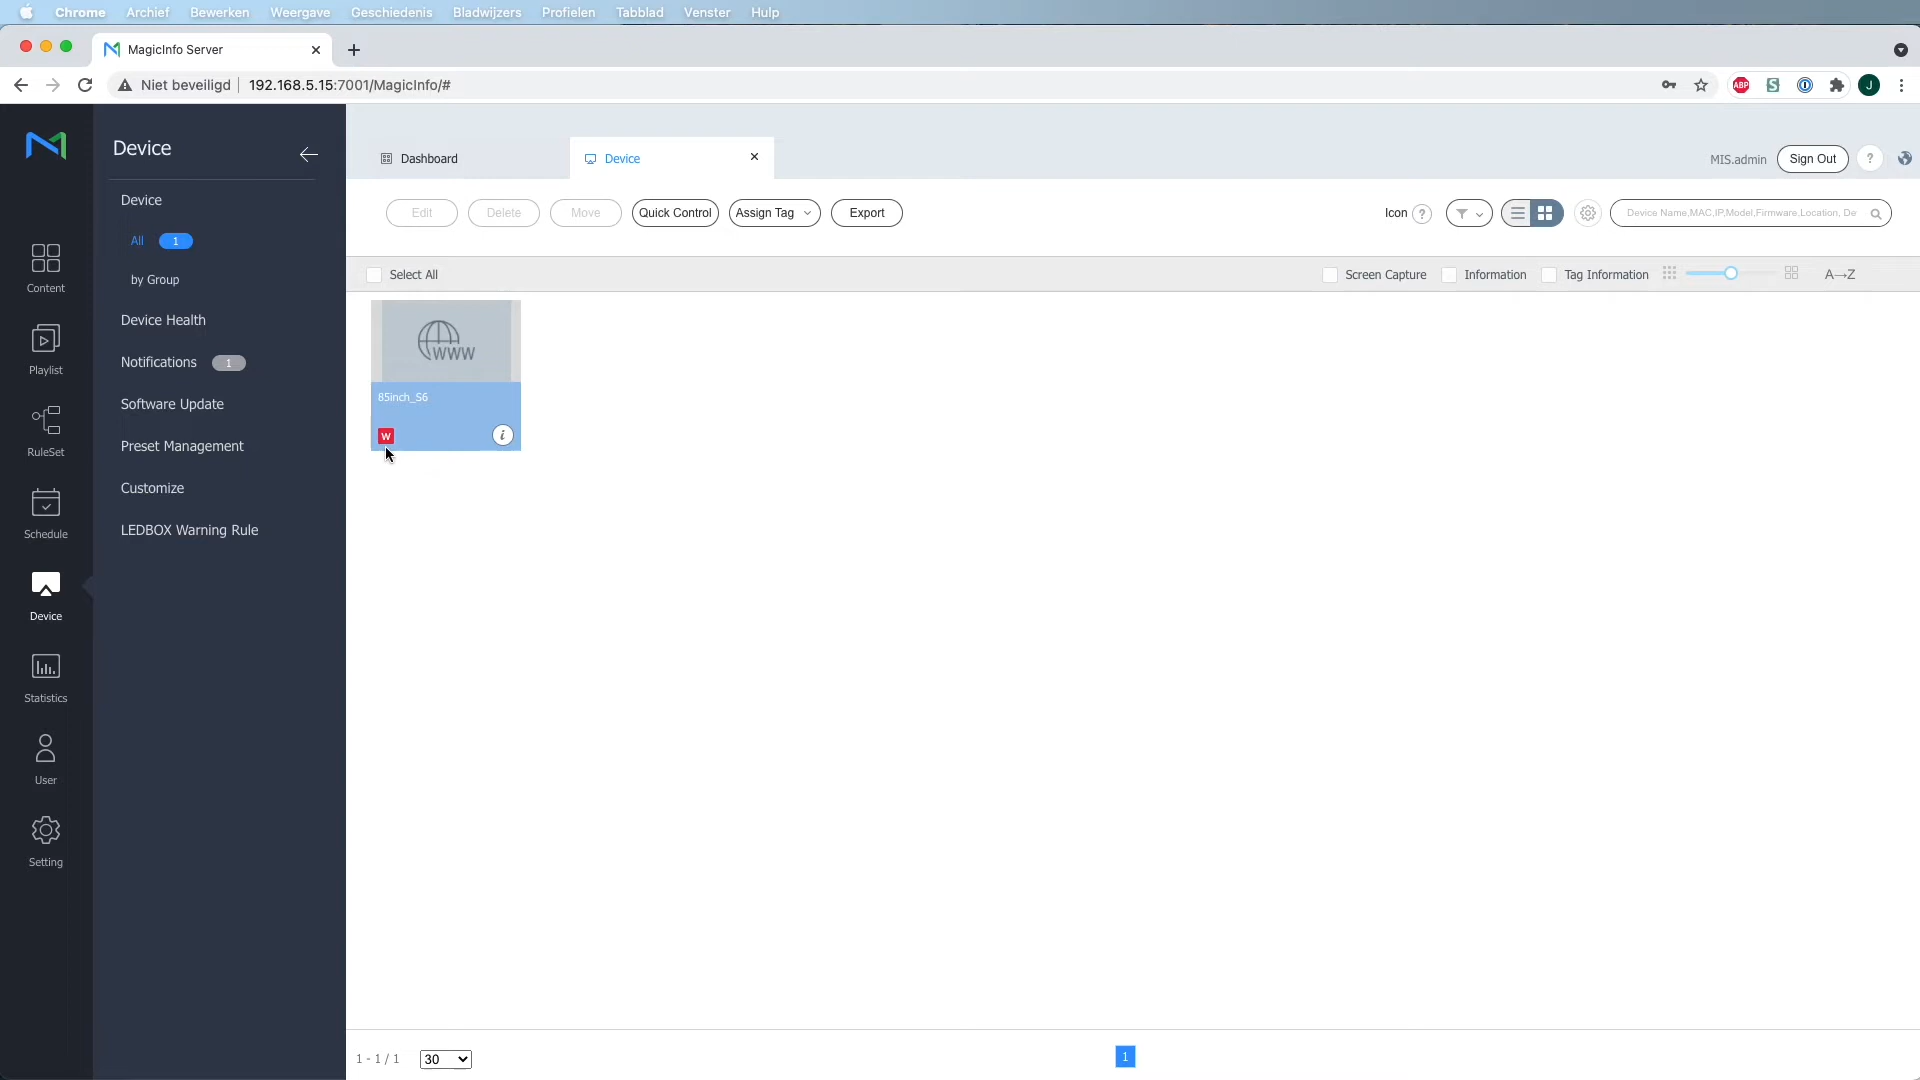 Chrome Archief Bewerken Weergave Geschiedenis Bladwijzers Profielen Tabblad Venster Hulp
MagicInfo Server
Niet beveiligd 192.168.5.15:7001/MagicInfo/#
ABP S J
Device
Dashboard
Device
MIS.admin
Sign Out
?
Device
All 1
by Group
Device Health
Notifications 1
Software Update
Preset Management
Customize
LEDBOX Warning Rule
Content
Playlist
RuleSet
Schedule
Device
Statistics
User
Setting
Edit
Delete
Move
Quick Control
Assign Tag
Export
Icon ?
Device Name,MAC,IP,Model,Firmware,Location, De
Select All
Screen Capture
Information
Tag Information
A→Z
WWW
85inch_S6
W
i
1 - 1 / 1
30
1